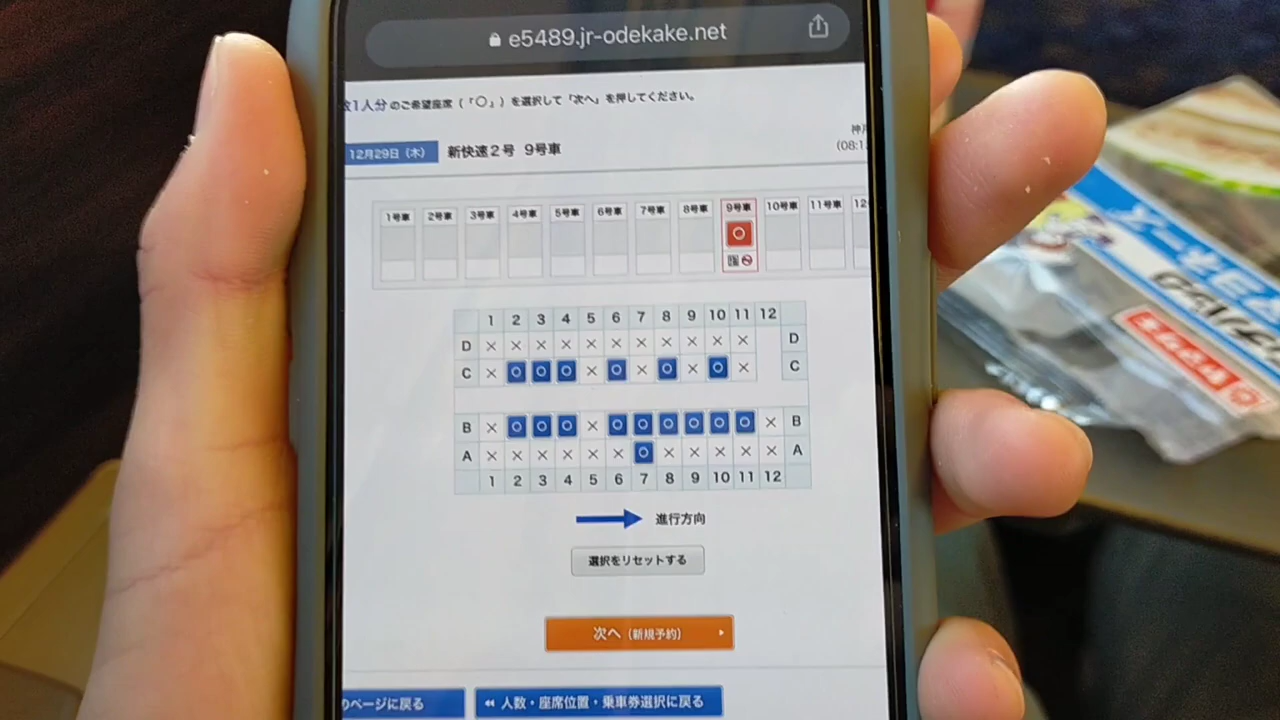 e5489.jr-odekake.net
1人分のご希望座席（「〇」）を選択して「次へ」を押してください。
12月29日（木） 新快速2号 9号車
神戸
(08:1
1号車 2号車 3号車 4号車 5号車 6号車 7号車 8号車 9号車 10号車 11号車 12
1 2 3 4 5 6 7 8 9 10 11 12
D × × × × × × × × × × × D
C × 〇 〇 〇 × 〇 × 〇 × 〇 × C
B × 〇 〇 〇 × 〇 〇 〇 〇 〇 〇 × B
A × × × × × × 〇 × × × × × A
1 2 3 4 5 6 7 8 9 10 11 12
進行方向
選択をリセットする
次へ（新規予約）
のページに戻る
人数・座席位置・乗車券選択に戻る